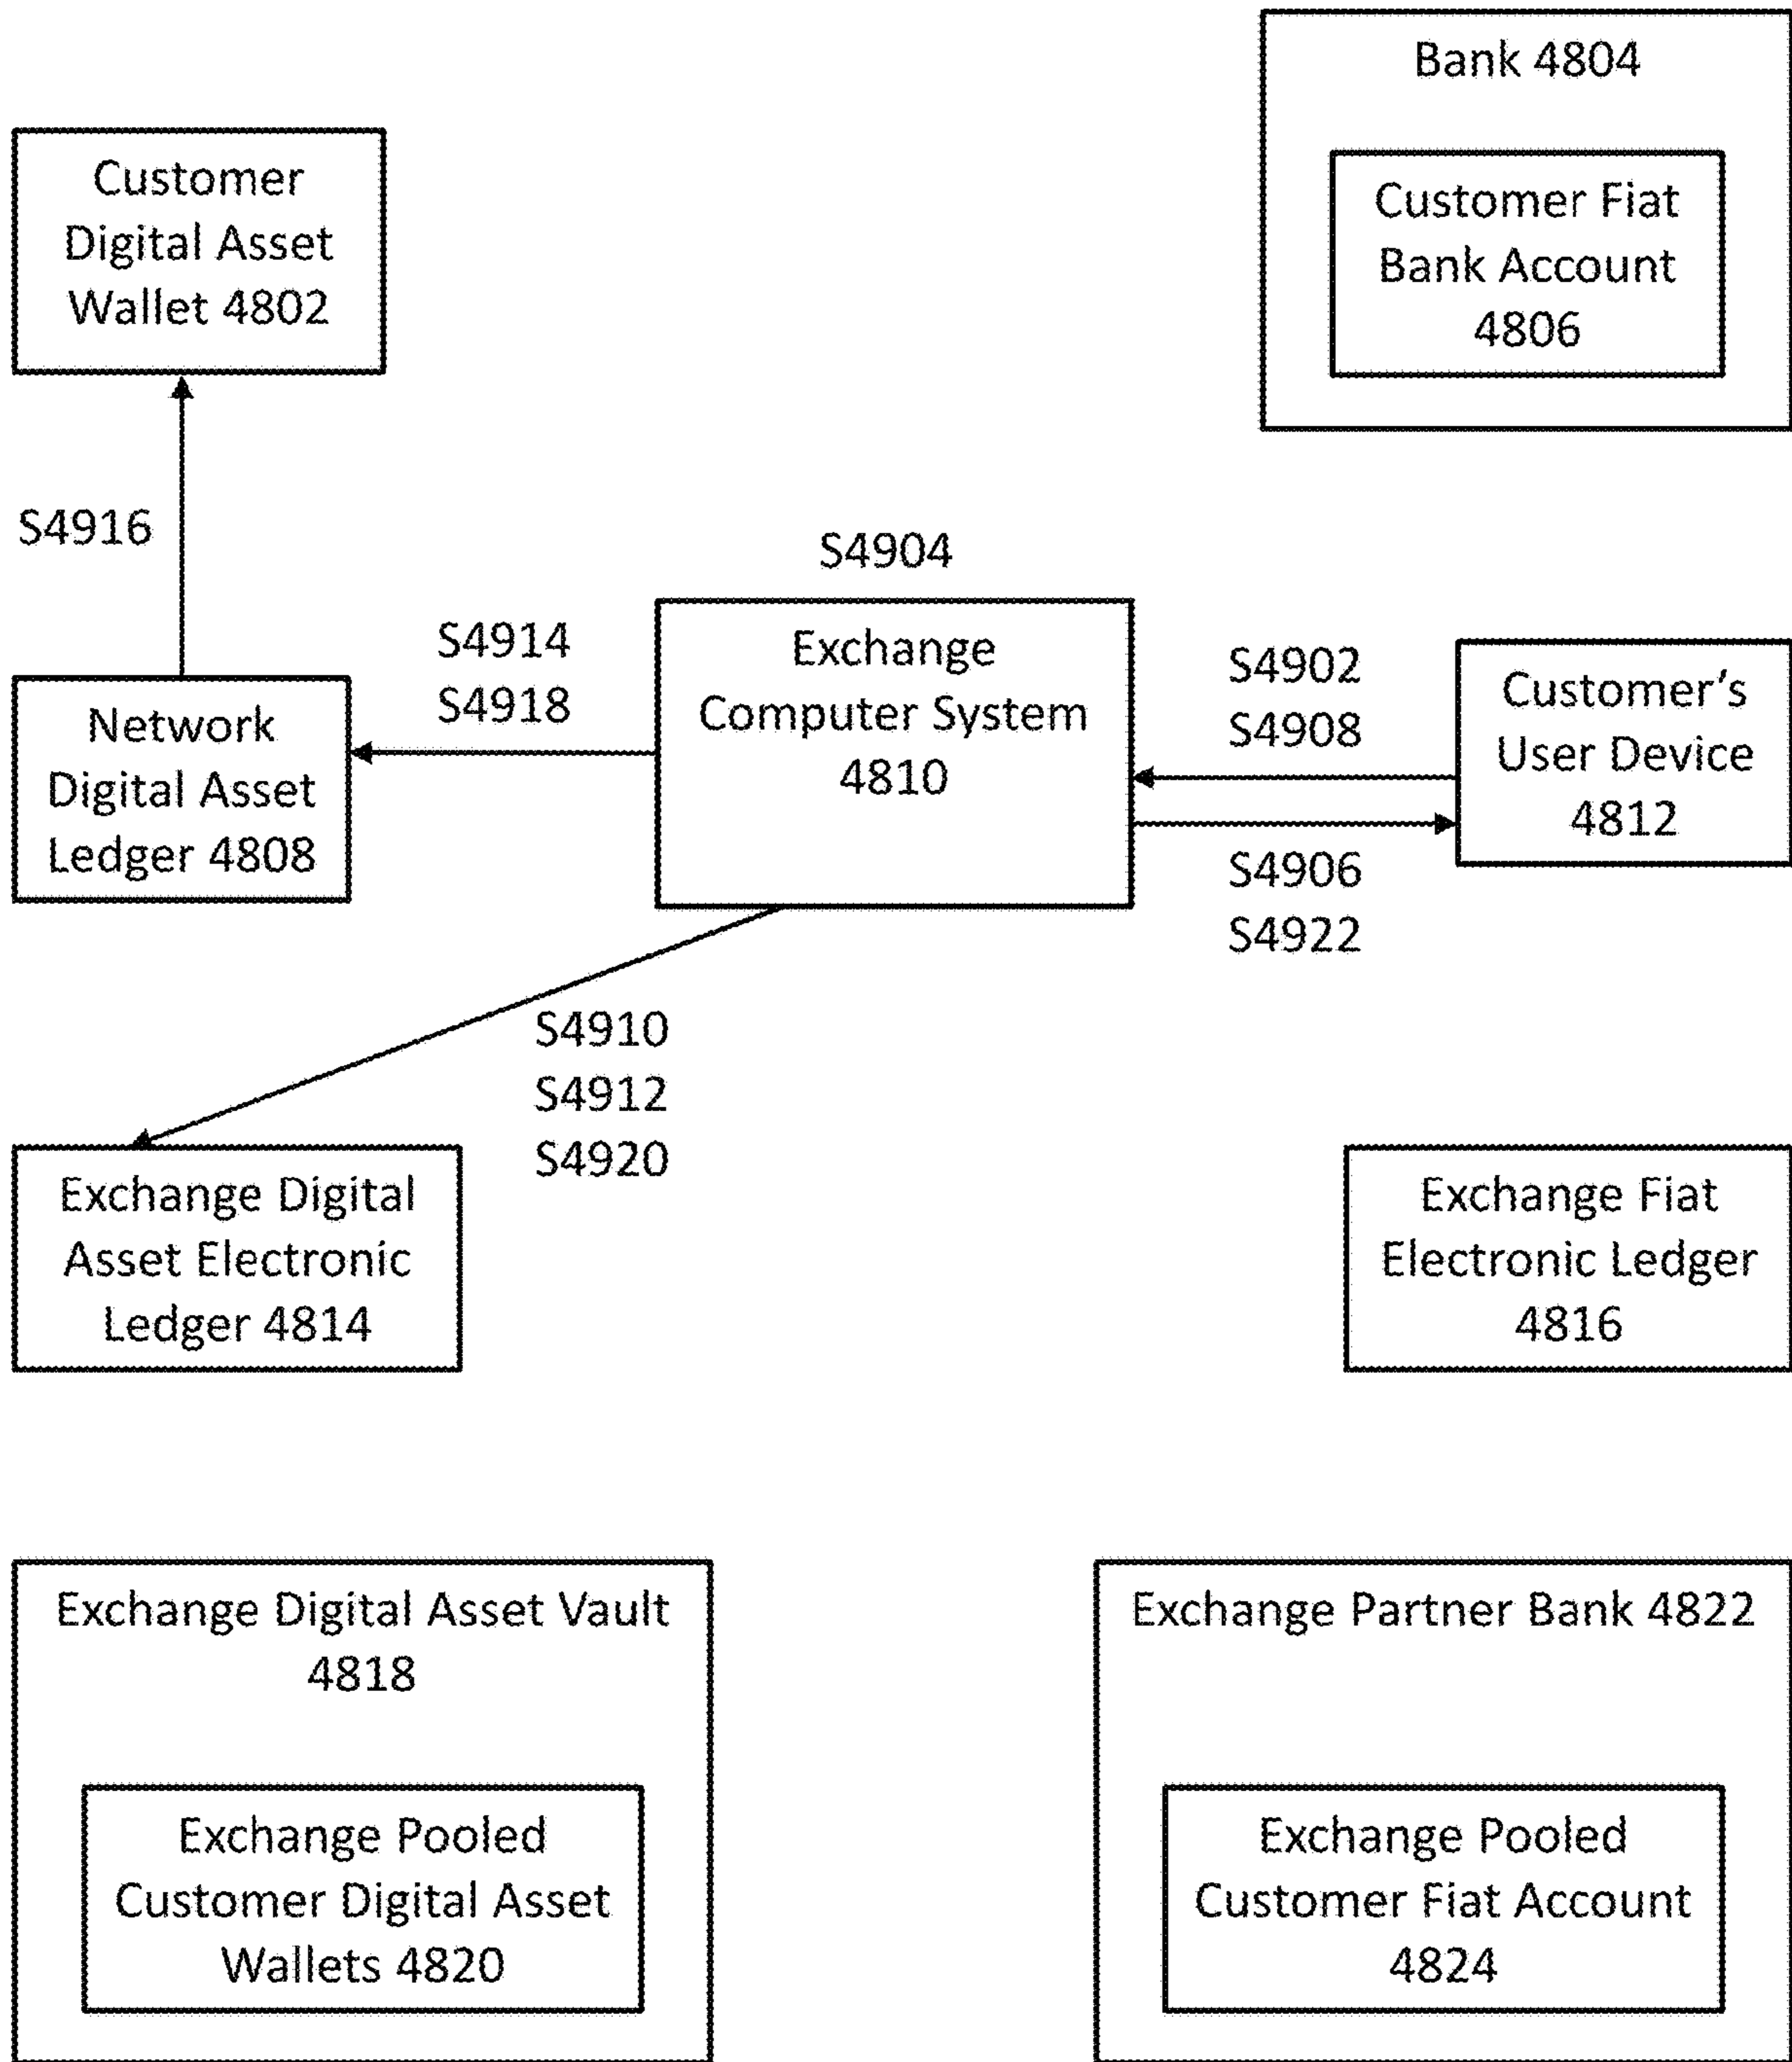 Bank 4804
Customer Fiat
Bank Account
4806
Customer
Digital Asset
Wallet 4802
S4916
S4904
S4914
S4918
Exchange
Computer System
4810
S4902
S4908
Customer’s
User Device
4812
Network
Digital Asset
Ledger 4808
S4906
S4922
S4910
S4912
S4920
Exchange Digital
Asset Electronic
Ledger 4814
Exchange Fiat
Electronic Ledger
4816
Exchange Digital Asset Vault
4818
Exchange Pooled
Customer Digital Asset
Wallets 4820
Exchange Partner Bank 4822
Exchange Pooled
Customer Fiat Account
4824